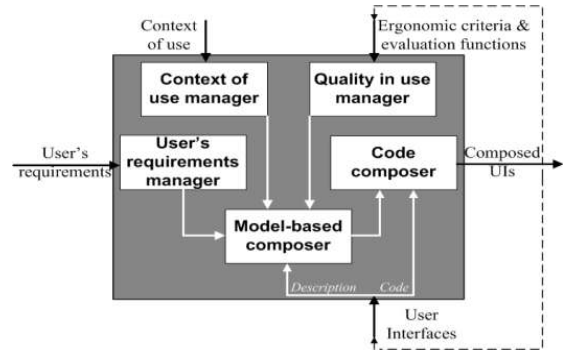 Context
of use
Ergonomic criteria &
evaluation functions
Context of
use manager
Quality in use
manager
User's
requirements
User's
requirements
manager
Code
composer
Composed
UIs
Model-based
composer
Description
Code
User
Interfaces